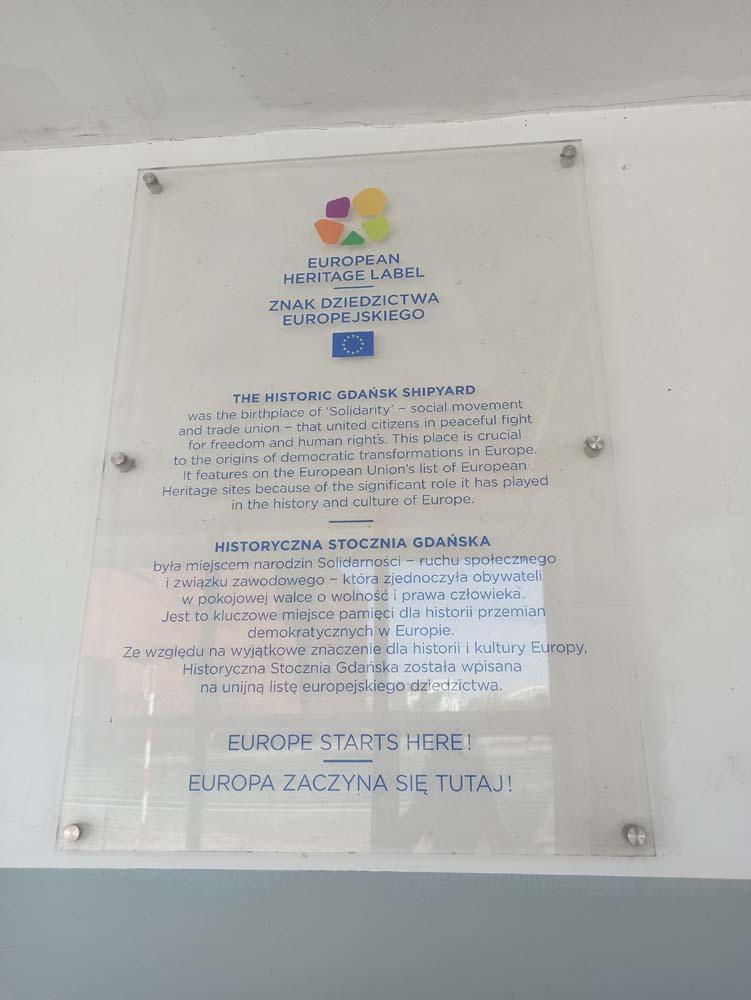 EUROPEAN
HERITAGE LABEL
ZNAK DZIEDZICTWA
EUROPEJSKIEGO
THE HISTORIC GDAŃSK SHIPYARD
was the birthplace of ‘Solidarity’ – social movement
and trade union – that united citizens in peaceful fight
for freedom and human rights. This place is crucial
to the origins of democratic transformations in Europe.
It features on the European Union’s list of European
Heritage sites because of the significant role it has played
in the history and culture of Europe.
HISTORYCZNA STOCZNIA GDAŃSKA
była miejscem narodzin Solidarności – ruchu społecznego
i związku zawodowego – która zjednoczyła obywateli
w pokojowej walce o wolność i prawa człowieka.
Jest to kluczowe miejsce pamięci dla historii przemian
demokratycznych w Europie.
Ze względu na wyjątkowe znaczenie dla historii i kultury Europy,
Historyczna Stocznia Gdańska została wpisana
na unijną listę europejskiego dziedzictwa.
EUROPE STARTS HERE!
EUROPA ZACZYNA SIĘ TUTAJ!